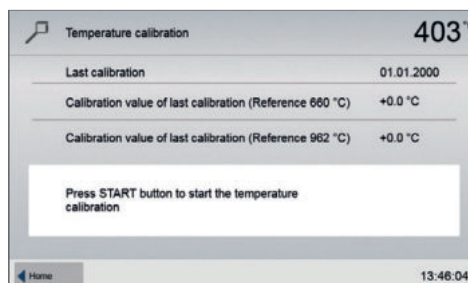 Temperature calibration 403°
Last calibration 01.01.2000
Calibration value of last calibration (Reference 660 °C) +0.0 °C
Calibration value of last calibration (Reference 962 °C) +0.0 °C
Press START button to start the temperature
calibration
Home 13:46:04